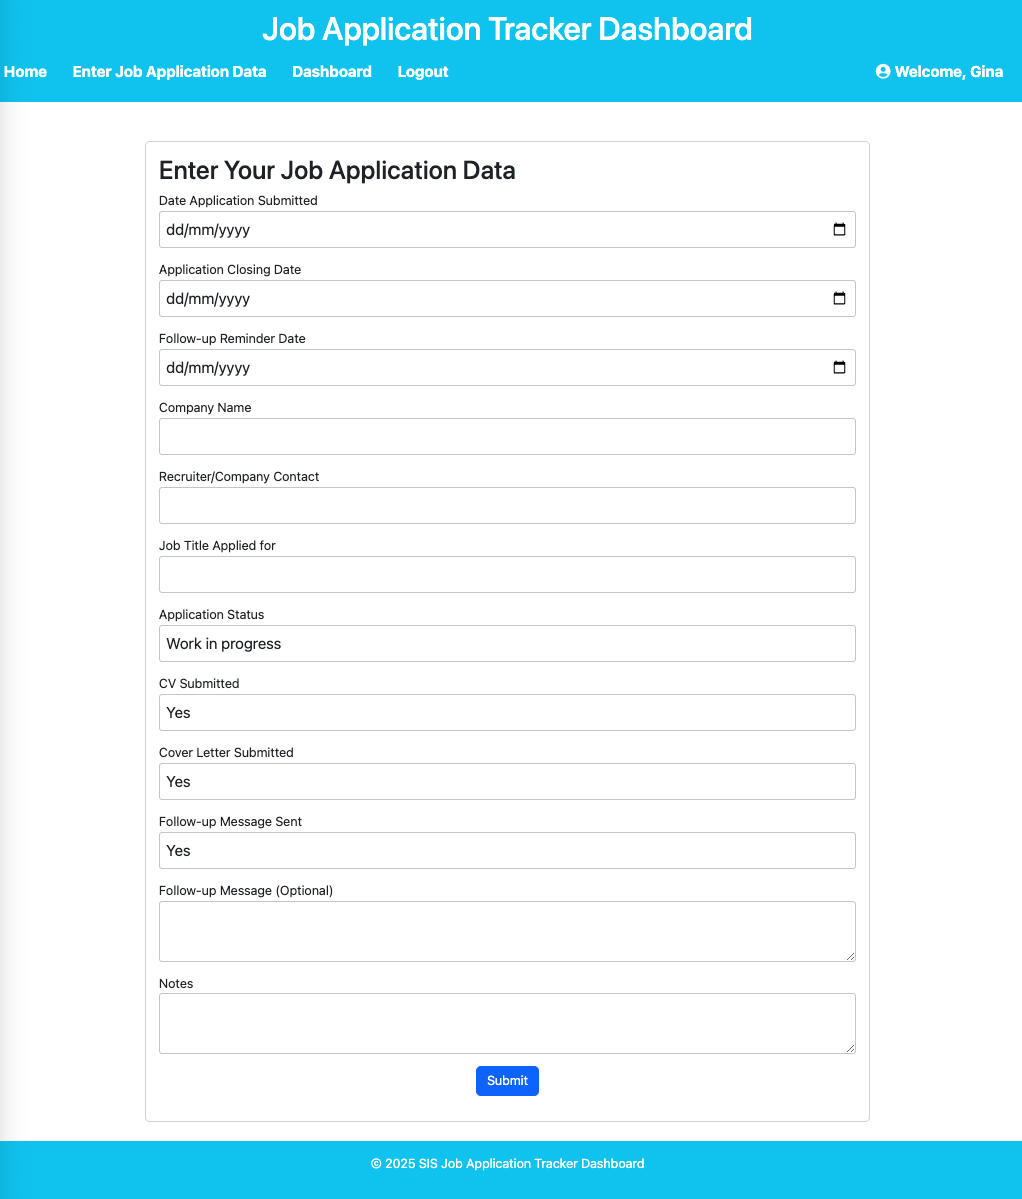 Job Application Tracker Dashboard
Home Enter Job Application Data Dashboard Logout Welcome, Gina
Enter Your Job Application Data
Date Application Submitted
dd/mm/yyyy
Application Closing Date
dd/mm/yyyy
Follow-up Reminder Date
dd/mm/yyyy
Company Name
Recruiter/Company Contact
Job Title Applied for
Application Status
Work in progress
CV Submitted
Yes
Cover Letter Submitted
Yes
Follow-up Message Sent
Yes
Follow-up Message (Optional)
Notes
Submit
© 2025 SIS Job Application Tracker Dashboard